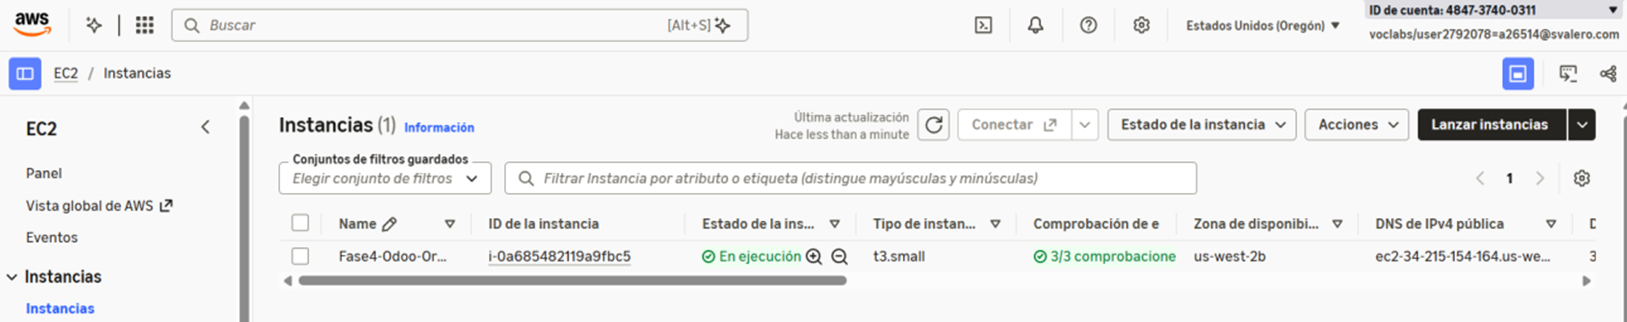 aws
Buscar [Alt+S]
Estados Unidos (Oregón)
ID de cuenta: 4847-3740-0311
voclabs/user2792078=a26514@svalero.com
EC2 / Instancias
EC2
Panel
Vista global de AWS
Eventos
Instancias
Instancias
Instancias (1) Información
Última actualización
Hace less than a minute
Conectar
Estado de la instancia
Acciones
Lanzar instancias
Conjuntos de filtros guardados
Elegir conjunto de filtros
Filtrar Instancia por atributo o etiqueta (distingue mayúsculas y minúsculas)
1
Name ID de la instancia Estado de la ins... Tipo de instan... Comprobación de e Zona de disponibi... DNS de IPv4 pública D
Fase4-Odoo-Or... i-0a685482119a9fbc5 En ejecución t3.small 3/3 comprobacione us-west-2b ec2-34-215-154-164.us-we... 3